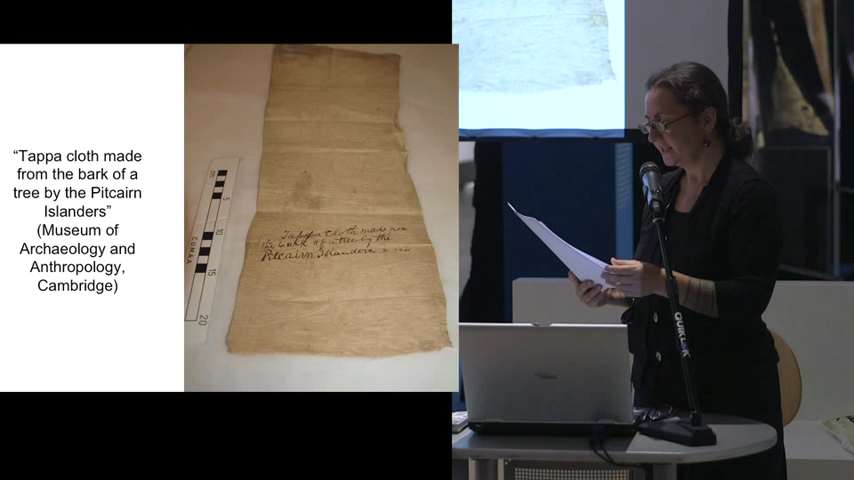 “Tappa cloth made
from the bark of a
tree by the Pitcairn
Islanders”
(Museum of
Archaeology and
Anthropology,
Cambridge)
5
10
15
20
CUMAA
Tappa cloth made from
the bark of a tree by the
Pitcairn Islanders
QUIKLOK